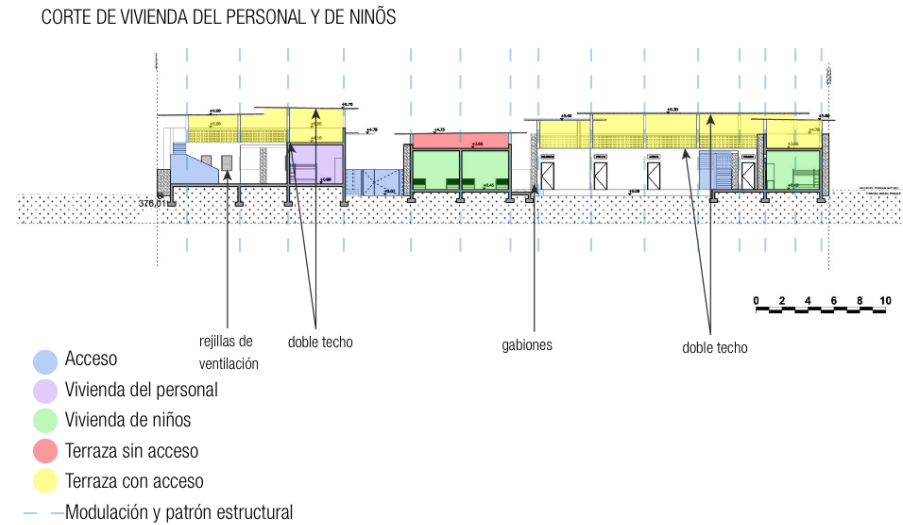 CORTE DE VIVIENDA DEL PERSONAL Y DE NINÕS
376,01
0 2 4 6 8 10
rejillas de
ventilación
doble techo
gabiones
doble techo
Acceso
Vivienda del personal
Vivienda de niños
Terraza sin acceso
Terraza con acceso
Modulación y patrón estructural